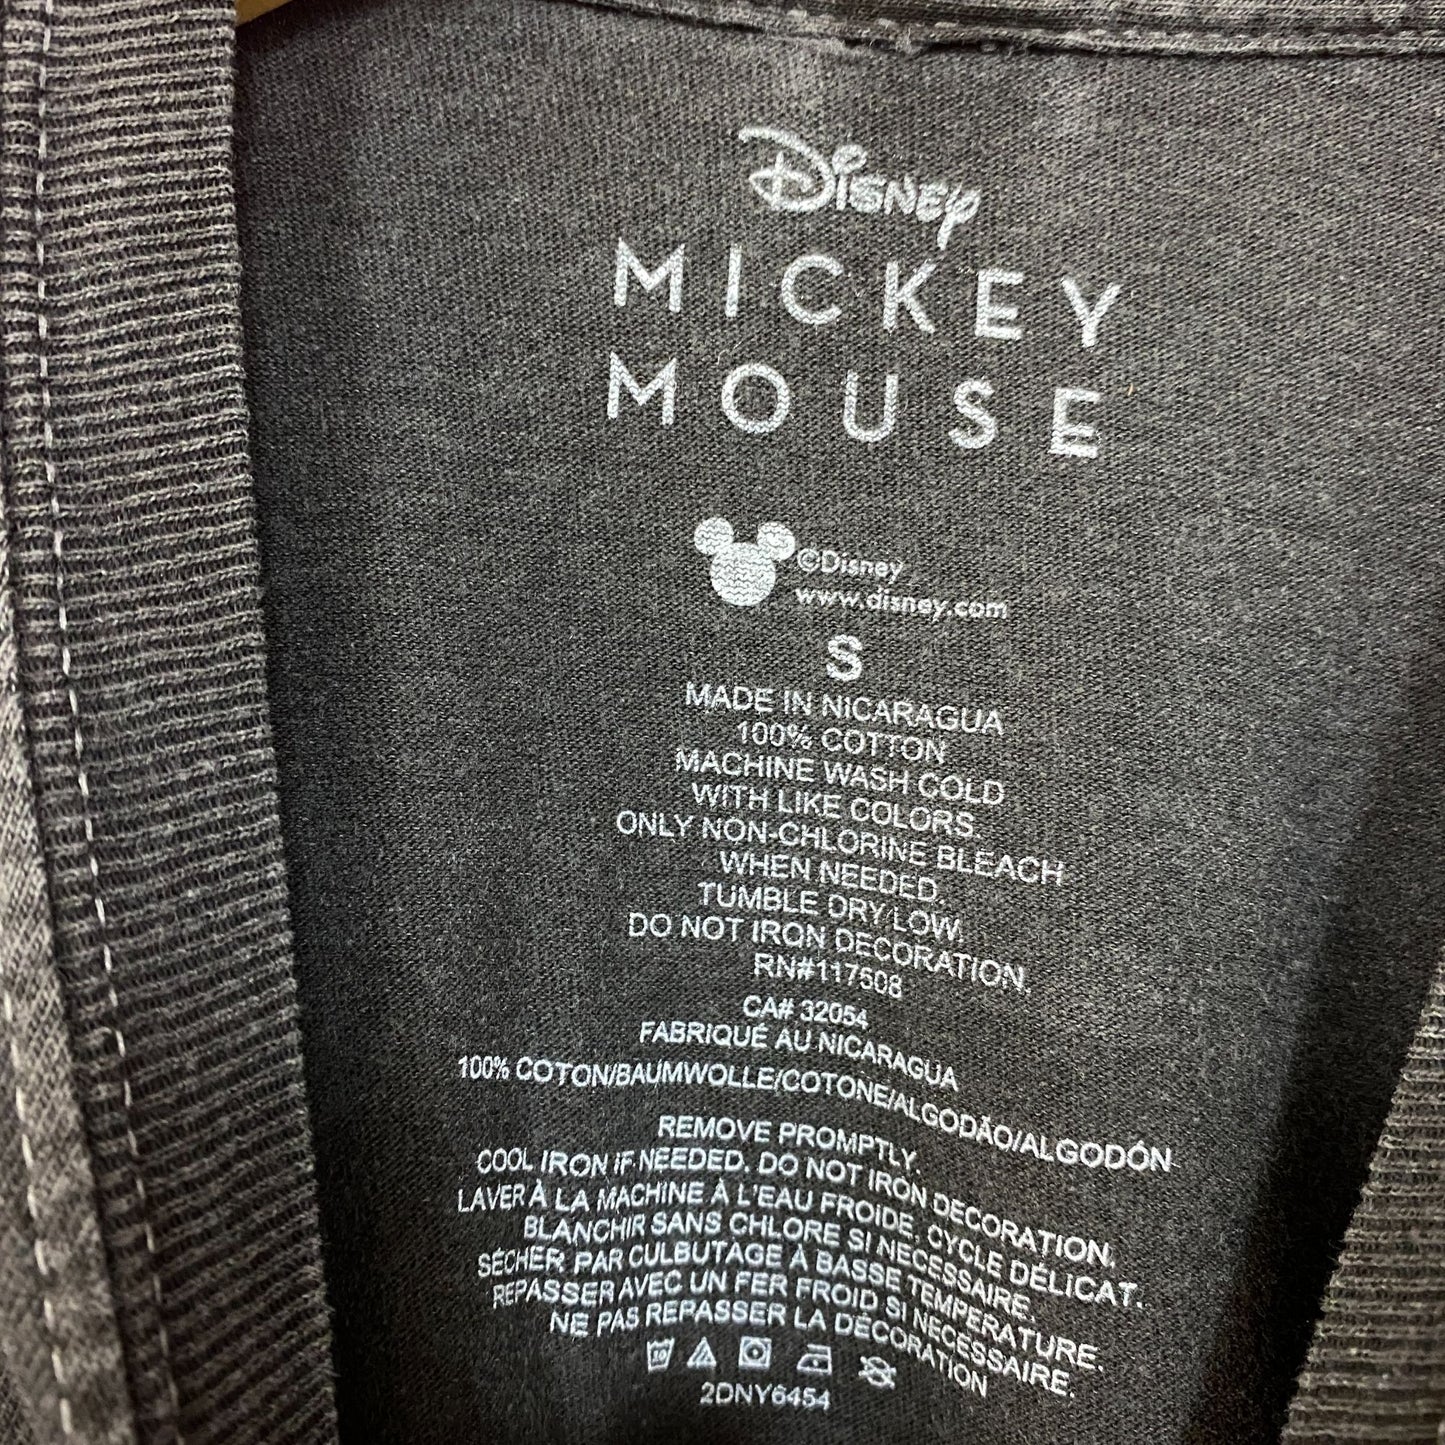 Disney
MICKEY
MOUSE
©Disney
www.disney.com
S
MADE IN NICARAGUA
100% COTTON
MACHINE WASH COLD
WITH LIKE COLORS.
ONLY NON-CHLORINE BLEACH
WHEN NEEDED.
TUMBLE DRY LOW.
DO NOT IRON DECORATION.
RN#117508
CA# 32054
FABRIQUÉ AU NICARAGUA
100% COTON/BAUMWOLLE/COTONE/ALGODÃO/ALGODÓN
REMOVE PROMPTLY.
COOL IRON IF NEEDED. DO NOT IRON DECORATION.
LAVER À LA MACHINE À L'EAU FROIDE, CYCLE DÉLICAT.
BLANCHIR SANS CHLORE SI NECESSAIRE.
SÉCHER PAR CULBUTAGE À BASSE TEMPERATURE.
REPASSER AVEC UN FER FROID SI NÉCESSAIRE.
NE PAS REPASSER LA DÉCORATION
2DNY6454